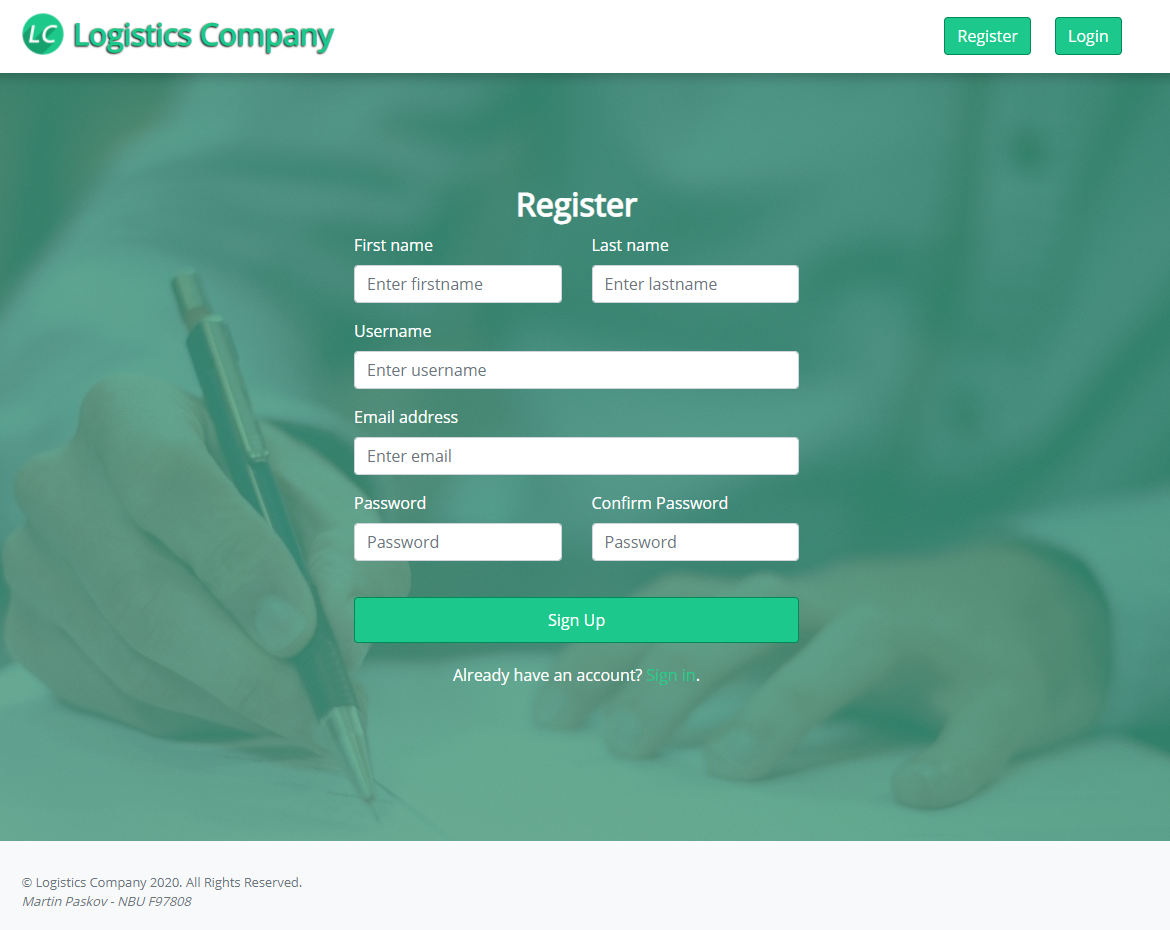 LC Logistics Company
Register Login
Register
First name Last name
Enter firstname Enter lastname
Username
Enter username
Email address
Enter email
Password Confirm Password
Password Password
Sign Up
Already have an account? Sign in.
© Logistics Company 2020. All Rights Reserved.
Martin Paskov - NBU F97808